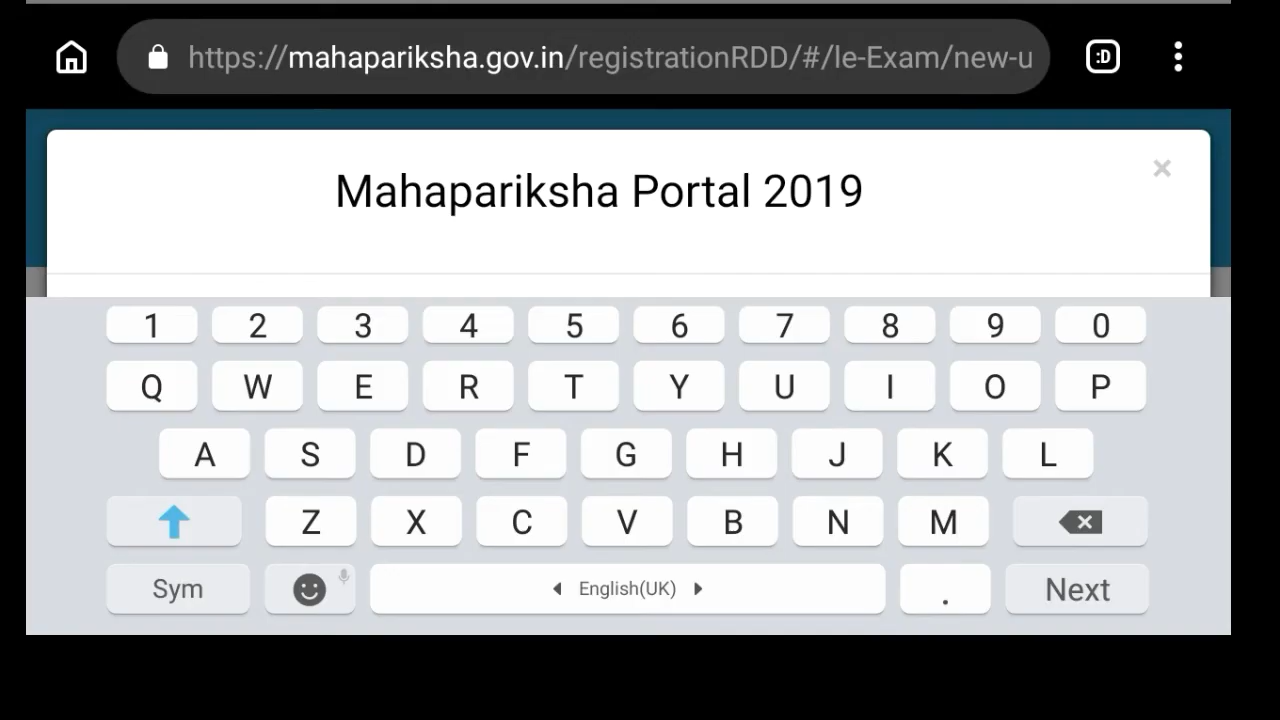 https://mahapariksha.gov.in/registrationRDD/#/le-Exam/new-u
:D
×
Mahapariksha Portal 2019
1 2 3 4 5 6 7 8 9 0
Q W E R T Y U I O P
A S D F G H J K L
Z X C V B N M
Sym English(UK) . Next